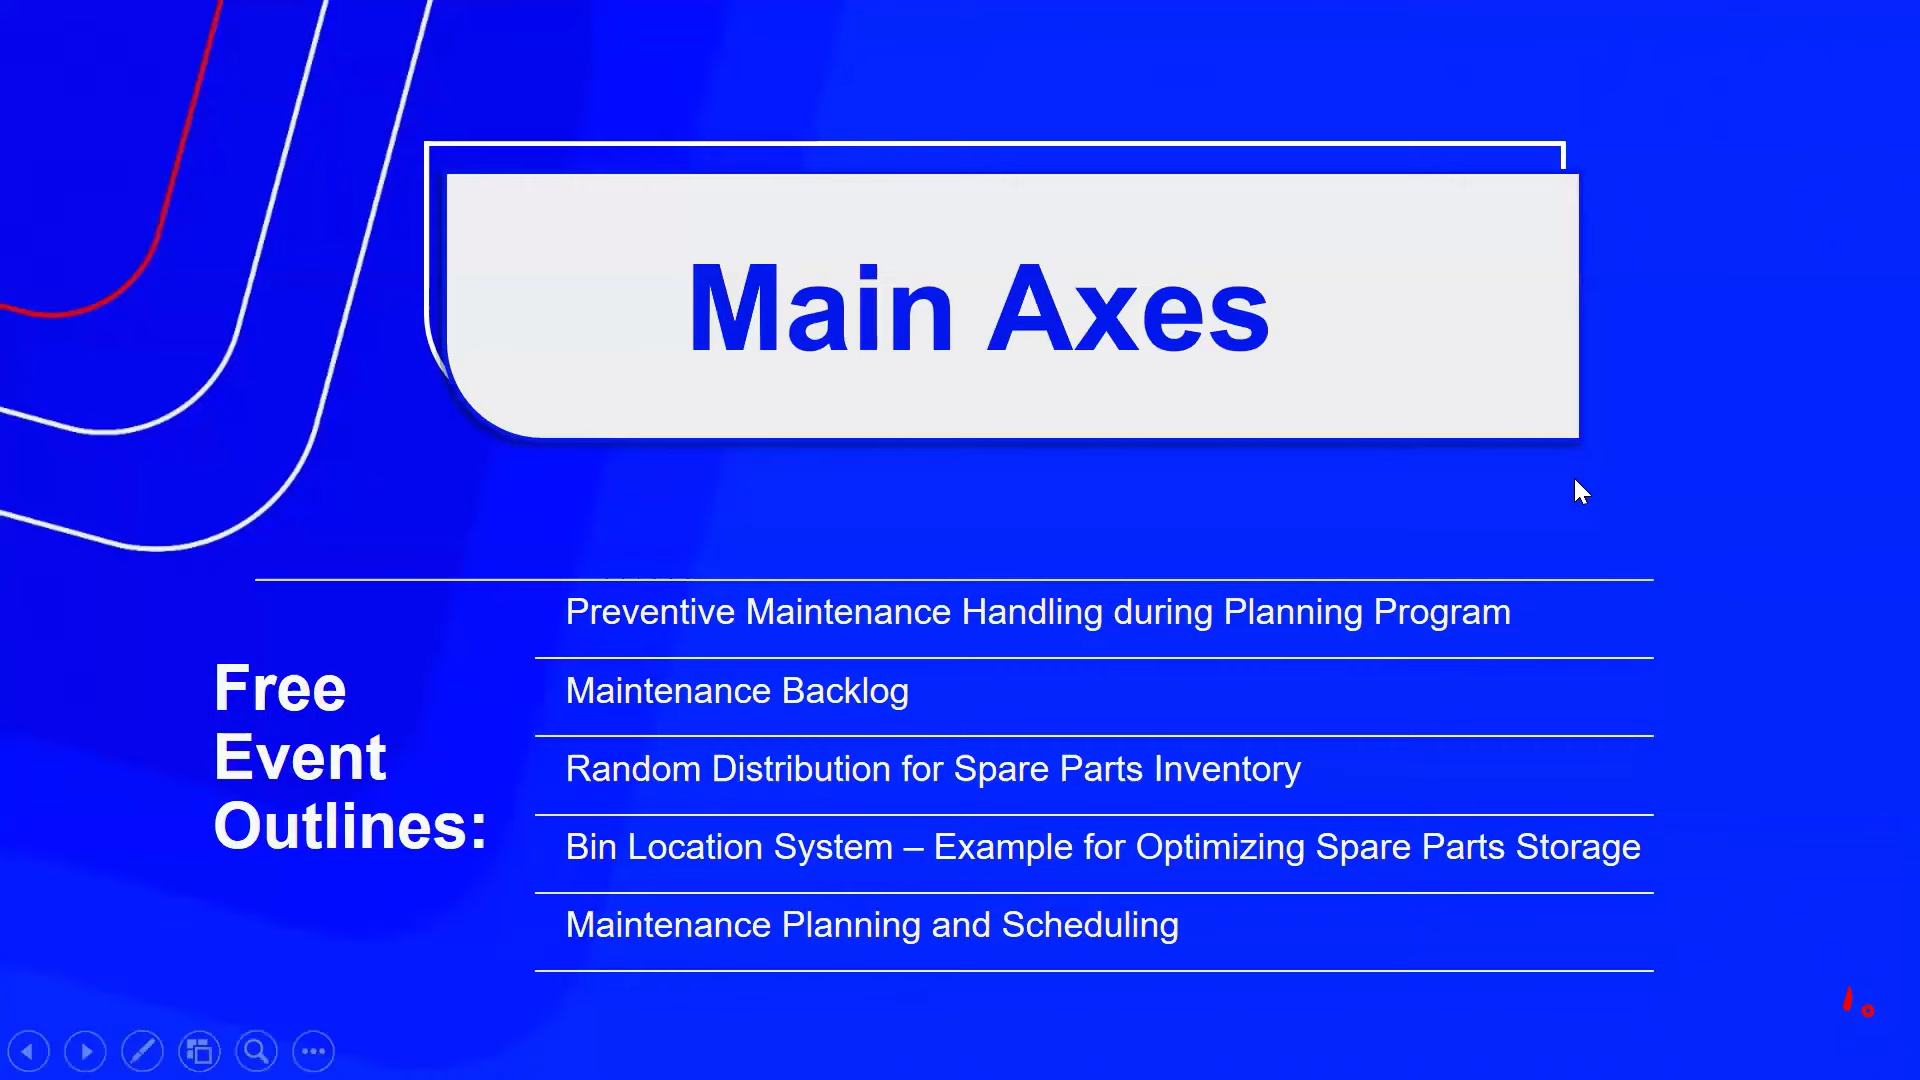 Main Axes
Free
Event
Outlines:
Preventive Maintenance Handling during Planning Program
Maintenance Backlog
Random Distribution for Spare Parts Inventory
Bin Location System – Example for Optimizing Spare Parts Storage
Maintenance Planning and Scheduling